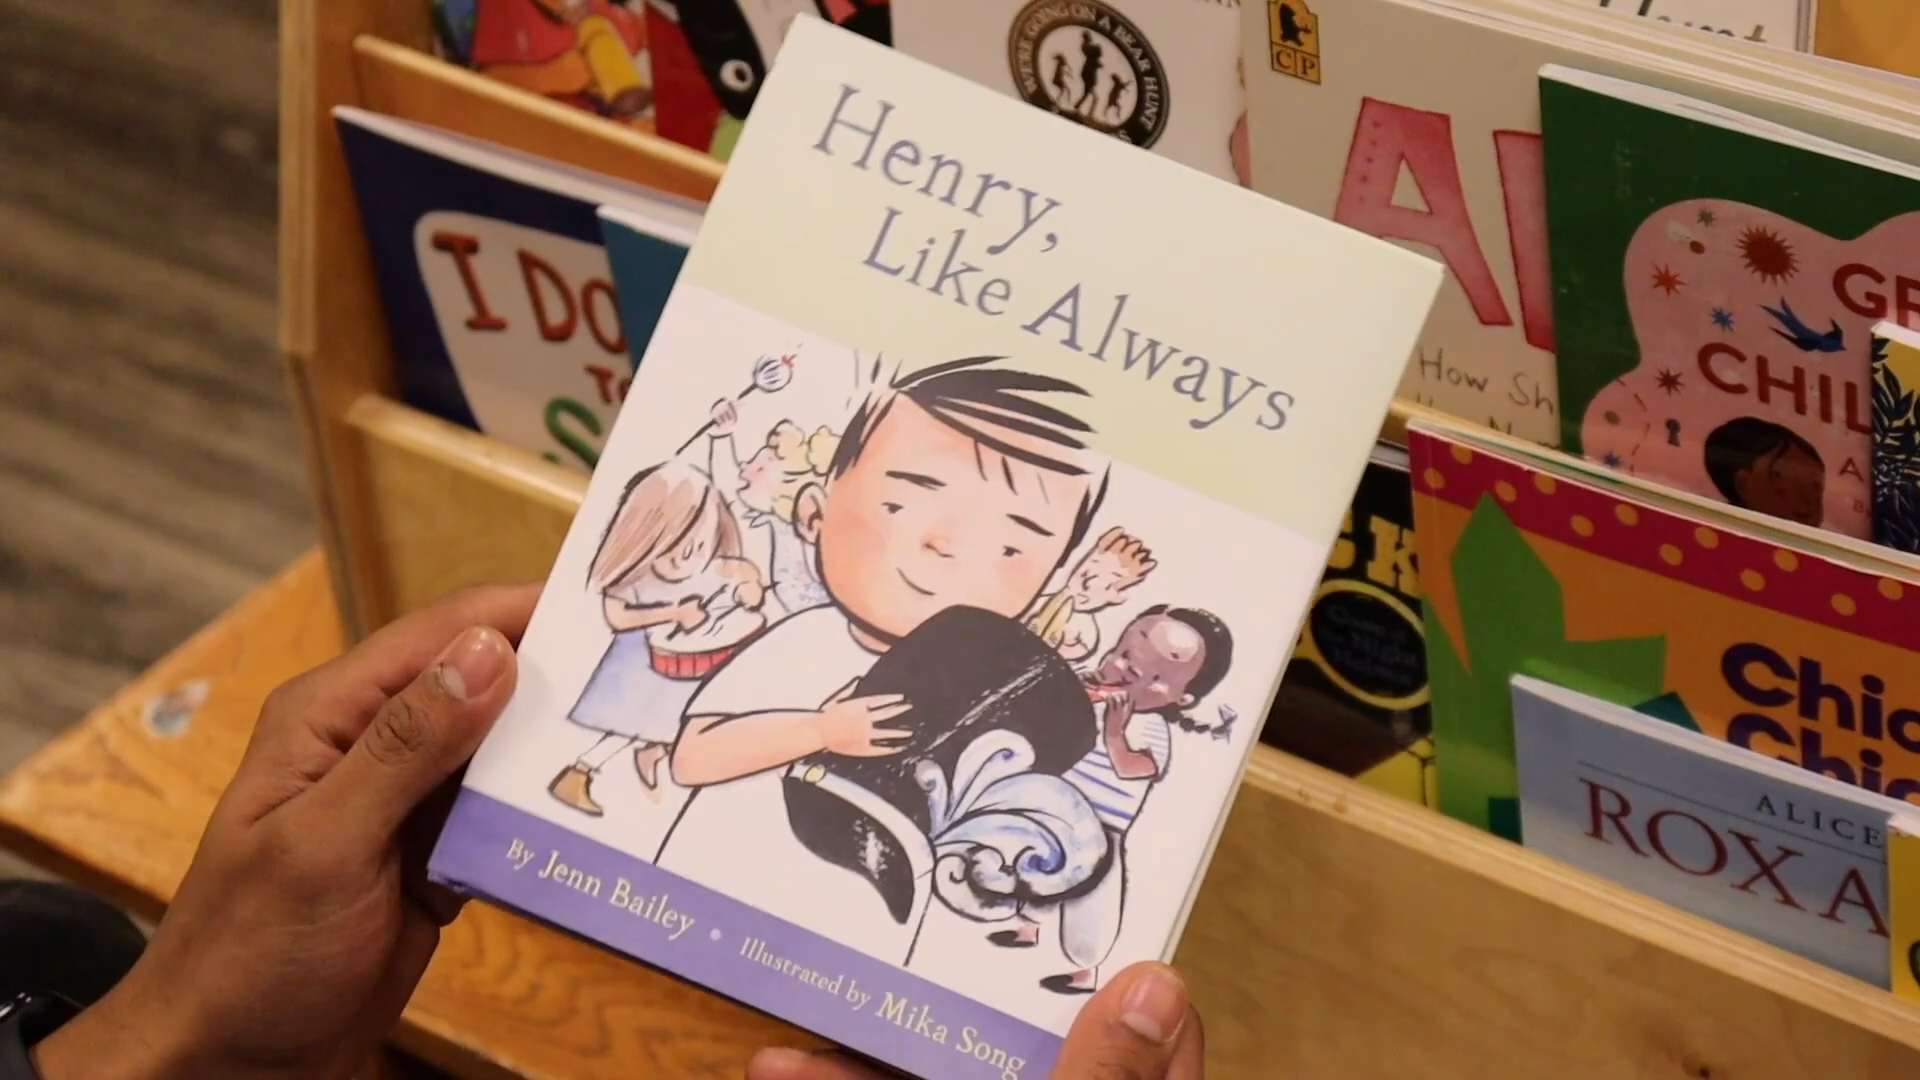 Henry,
Like Always
By Jenn Bailey • Illustrated by Mika Song
WE'RE GOING ON A BEAR HUNT
CP
I DO
To
How Sh
CHIL
Chic
Chic
ALICE
ROXA